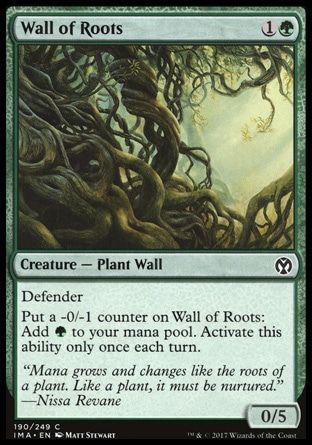 Wall of Roots 1
Creature — Plant Wall
Defender
Put a -0/-1 counter on Wall of Roots:
Add to your mana pool. Activate this
ability only once each turn.
“Mana grows and changes like the roots
of a plant. Like a plant, it must be nurtured.”
—Nissa Revane
0/5
190/249 C
IMA • EN Matt Stewart
™ & © 2017 Wizards of the Coast